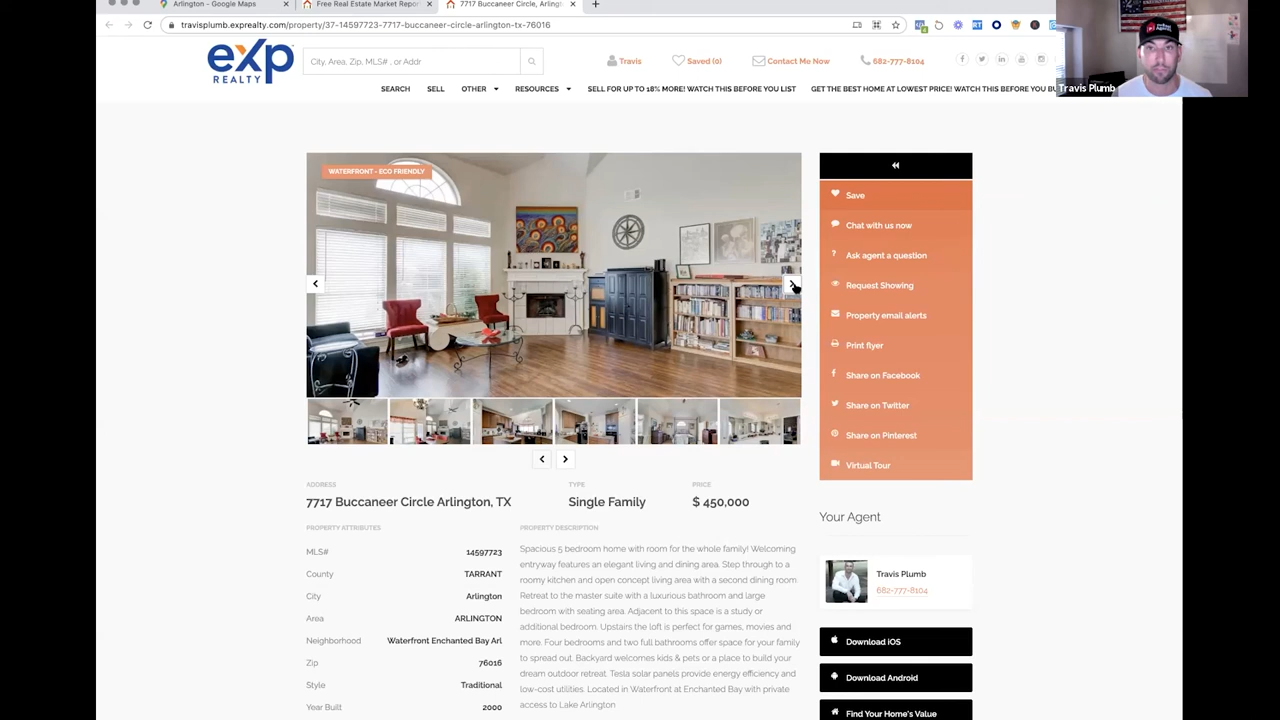 Arlington - Google Maps
Free Real Estate Market Repor
7717 Buccaneer Circle, Arlingt
travisplumb.exprealty.com/property/37-14597723-7717-buccaneer-circle-arlington-tx-76016
Travis Plumb
eXp
REALTY
City, Area, Zip, MLS# , or Addr
Travis
Saved (0)
Contact Me Now
682-777-8104
SEARCH
SELL
OTHER
RESOURCES
SELL FOR UP TO 18% MORE! WATCH THIS BEFORE YOU LIST
GET THE BEST HOME AT LOWEST PRICE! WATCH THIS BEFORE YOU BU
WATERFRONT - ECO FRIENDLY
Save
Chat with us now
Ask agent a question
Request Showing
Property email alerts
Print flyer
Share on Facebook
Share on Twitter
Share on Pinterest
Virtual Tour
ADDRESS
7717 Buccaneer Circle Arlington, TX
TYPE
Single Family
PRICE
$ 450,000
PROPERTY ATTRIBUTES
MLS# 14597723
County TARRANT
City Arlington
Area ARLINGTON
Neighborhood Waterfront Enchanted Bay Arl
Zip 76016
Style Traditional
Year Built 2000
PROPERTY DESCRIPTION
Spacious 5 bedroom home with room for the whole family! Welcoming
entryway features an elegant living and dining area. Step through to a
roomy kitchen and open concept living area with a second dining room.
Retreat to the master suite with a luxurious bathroom and large
bedroom with seating area. Adjacent to this space is a study or
additional bedroom. Upstairs the loft is perfect for games, movies and
more. Four bedrooms and two full bathrooms offer space for your family
to spread out. Backyard welcomes kids & pets or a place to build your
dream outdoor retreat. Tesla solar panels provide energy efficiency and
low-cost utilities. Located in Waterfront at Enchanted Bay with private
access to Lake Arlington
Your Agent
Travis Plumb
682-777-8104
Download iOS
Download Android
Find Your Home's Value